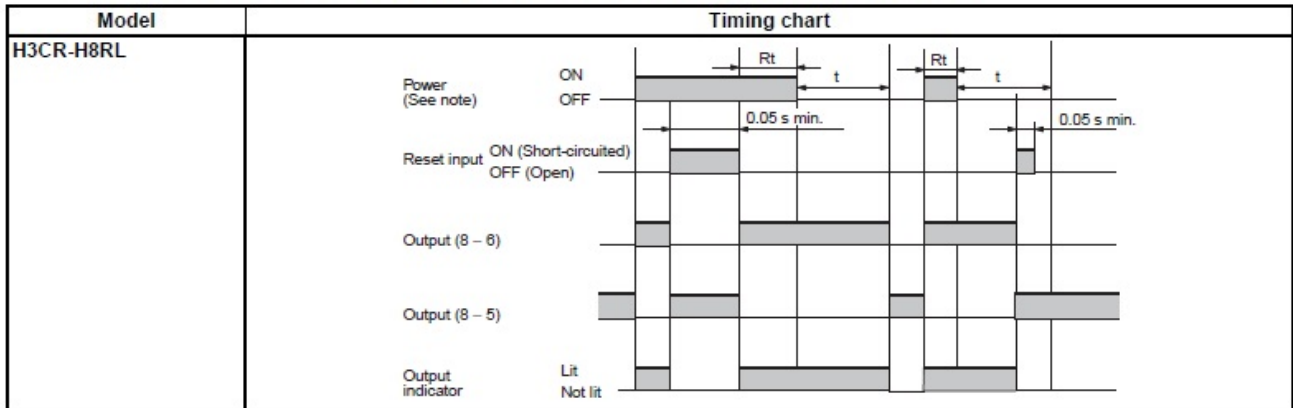 Model Timing chart
H3CR-H8RL
Rt Rt
Power ON t t
(See note) OFF
0.05 s min. 0.05 s min.
Reset input ON (Short-circuited)
OFF (Open)
Output (8 – 6)
Output (8 – 5)
Output Lit
indicator Not lit